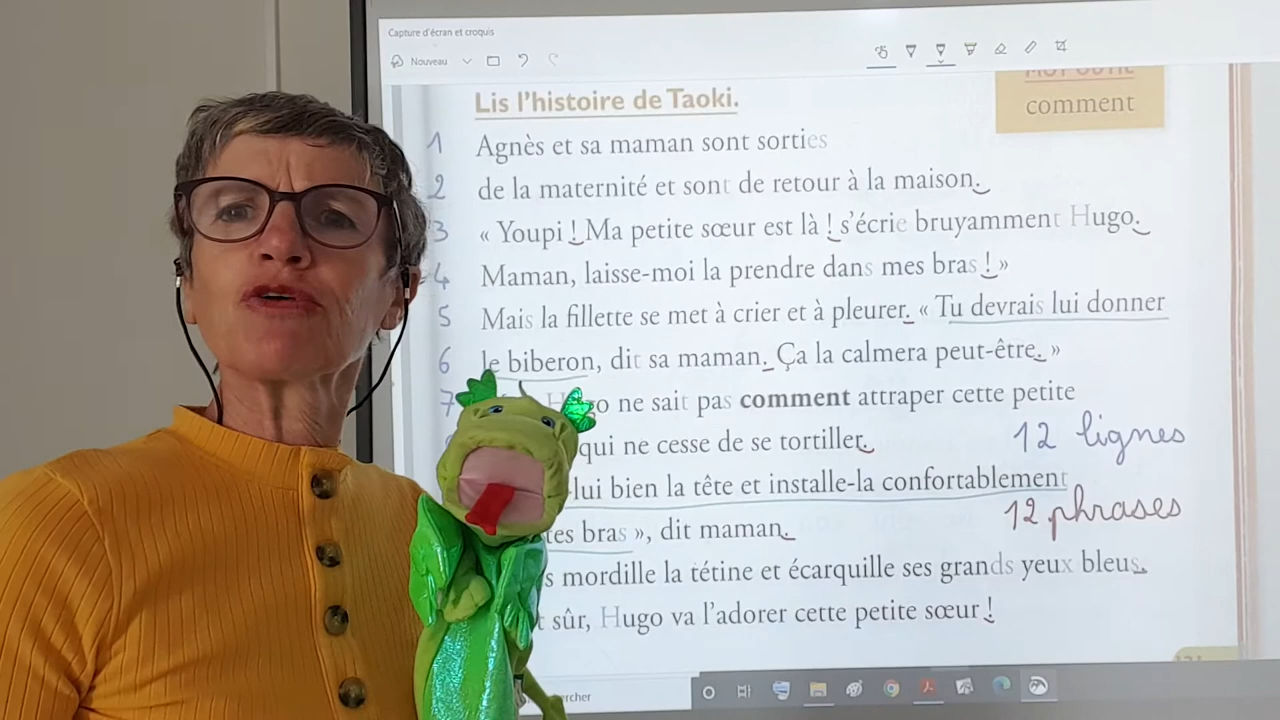 Capture d'écran et croquis
Nouveau
MOT OUTIL
comment
Lis l'histoire de Taoki.
1 Agnès et sa maman sont sorties
2 de la maternité et sont de retour à la maison.
3 « Youpi ! Ma petite sœur est là ! s'écrie bruyamment Hugo.
4 Maman, laisse-moi la prendre dans mes bras ! »
5 Mais la fillette se met à crier et à pleurer. « Tu devrais lui donner
6 le biberon, dit sa maman. Ça la calmera peut-être. »
7 ne sait pas comment attraper cette petite
qui ne cesse de se tortiller.
12 lignes
-lui bien la tête et installe-la confortablement
12 phrases
tes bras », dit maman.
s mordille la tétine et écarquille ses grands yeux bleus.
t sûr, Hugo va l'adorer cette petite sœur !